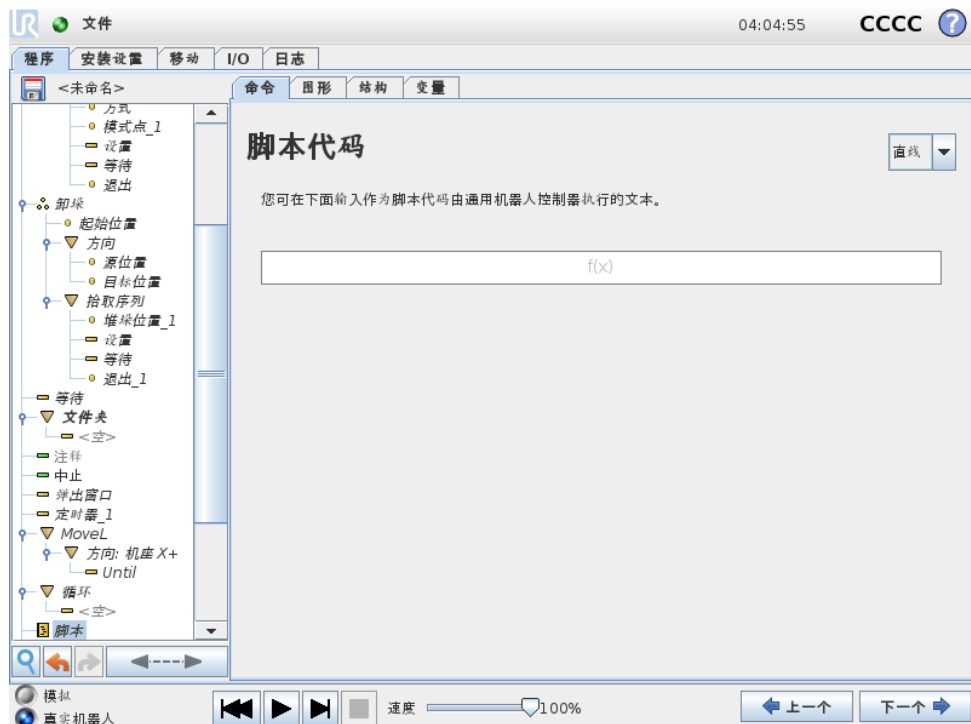 UR 文件 04:04:55 CCCC ?
程序 安装设置 移动 I/O 日志
<未命名>
命令 图形 结构 变量
方式
模式点_1
设置
等待
退出
卸垛
起始位置
方向
源位置
目标位置
拾取序列
堆垛位置_1
设置
等待
退出_1
等待
文件夹
<空>
注释
中止
弹出窗口
定时器_1
MoveL
方向: 机座 X+
Until
循环
<空>
脚本
脚本代码
直线
您可在下面输入作为脚本代码由通用机器人控制器执行的文本。
f(x)
模拟
真实机器人
速度 100%
上一个 下一个